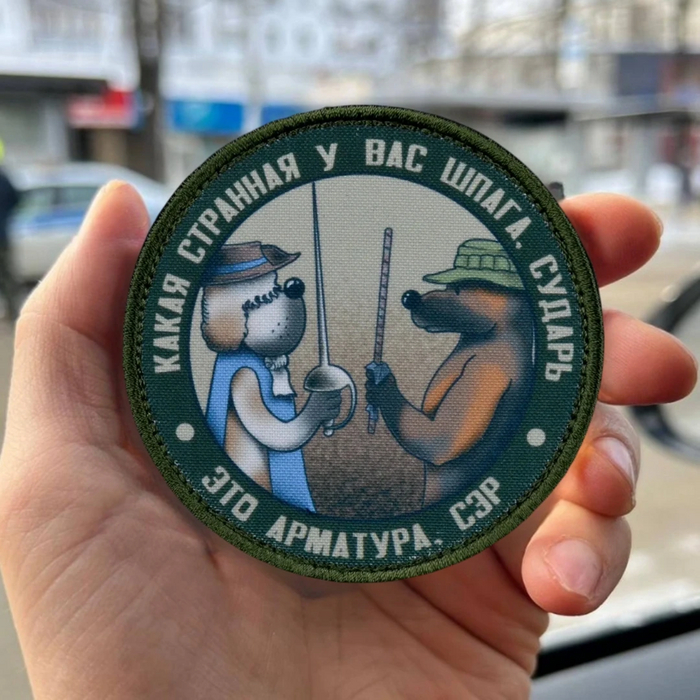 КАКАЯ СТРАННАЯ У ВАС ШПАГА, СУДАРЬ
ЭТО АРМАТУРА, СЭР